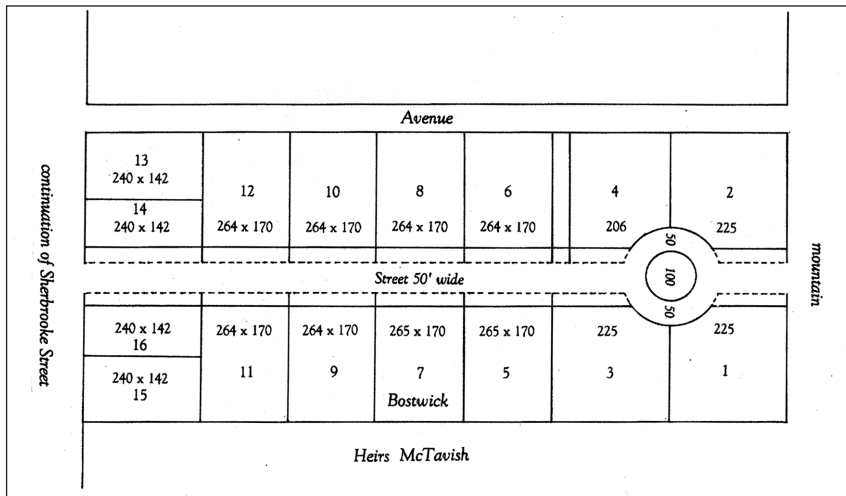 Avenue
continuation of Sherbrooke Street
13
240 x 142
14
240 x 142
12
264 x 170
10
264 x 170
8
264 x 170
6
264 x 170
4
206
2
225
50
100
50
Street 50' wide
mountain
240 x 142
16
240 x 142
15
264 x 170
11
264 x 170
9
265 x 170
7
Bostwick
265 x 170
5
225
3
225
1
Heirs McTavish